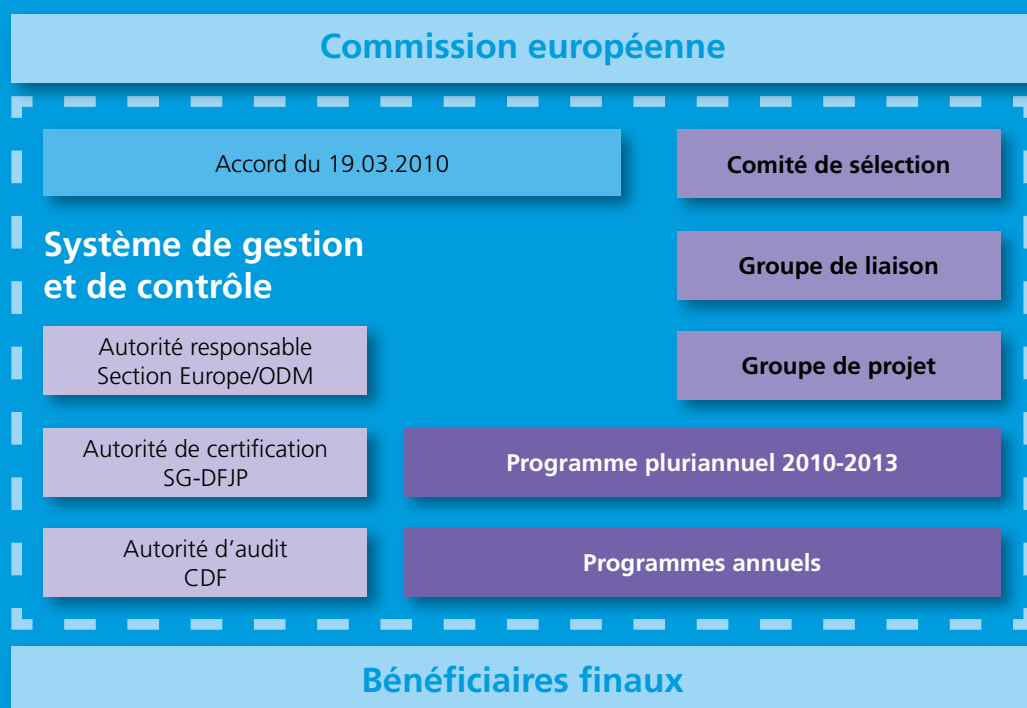 Commission européenne
Accord du 19.03.2010
Comité de sélection
Système de gestion
et de contrôle
Groupe de liaison
Autorité responsable
Section Europe/ODM
Groupe de projet
Autorité de certification
SG-DFJP
Programme pluriannuel 2010-2013
Autorité d’audit
CDF
Programmes annuels
Bénéficiaires finaux